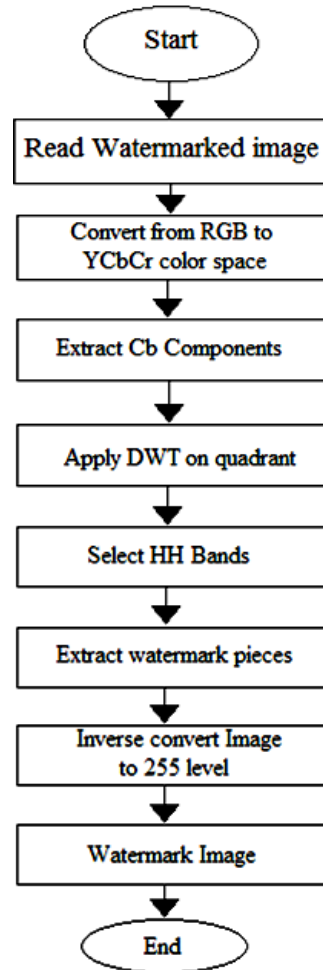 Start
Read Watermarked image
Convert from RGB to
YCbCr color space
Extract Cb Components
Apply DWT on quadrant
Select HH Bands
Extract watermark pieces
Inverse convert Image
to 255 level
Watermark Image
End